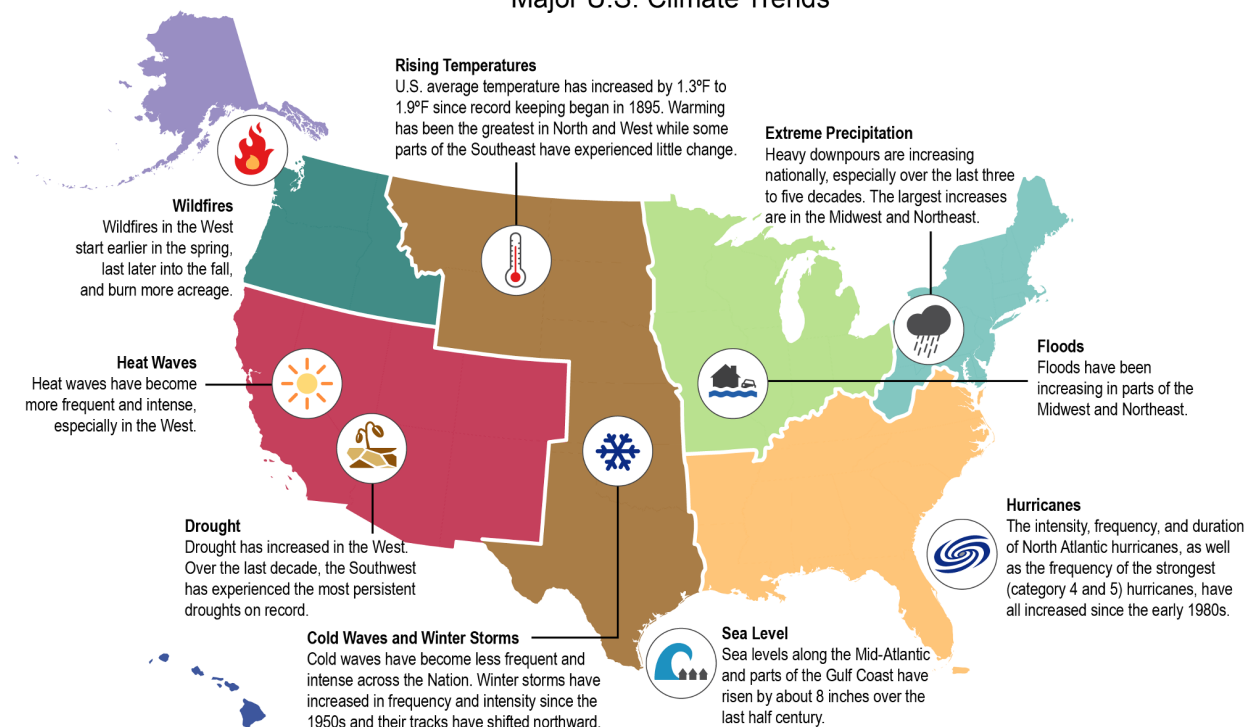 Major U.S. Climate Trends
Rising Temperatures
U.S. average temperature has increased by 1.3ºF to
1.9ºF since record keeping began in 1895. Warming
has been the greatest in North and West while some
parts of the Southeast have experienced little change.
Extreme Precipitation
Heavy downpours are increasing
nationally, especially over the last three
to five decades. The largest increases
are in the Midwest and Northeast.
Wildfires
Wildfires in the West
start earlier in the spring,
last later into the fall,
and burn more acreage.
Heat Waves
Heat waves have become
more frequent and intense,
especially in the West.
Floods
Floods have been
increasing in parts of the
Midwest and Northeast.
Drought
Drought has increased in the West.
Over the last decade, the Southwest
has experienced the most persistent
droughts on record.
Hurricanes
The intensity, frequency, and duration
of North Atlantic hurricanes, as well
as the frequency of the strongest
(category 4 and 5) hurricanes, have
all increased since the early 1980s.
Cold Waves and Winter Storms
Cold waves have become less frequent and
intense across the Nation. Winter storms have
increased in frequency and intensity since the
1950s and their tracks have shifted northward.
Sea Level
Sea levels along the Mid-Atlantic
and parts of the Gulf Coast have
risen by about 8 inches over the
last half century.